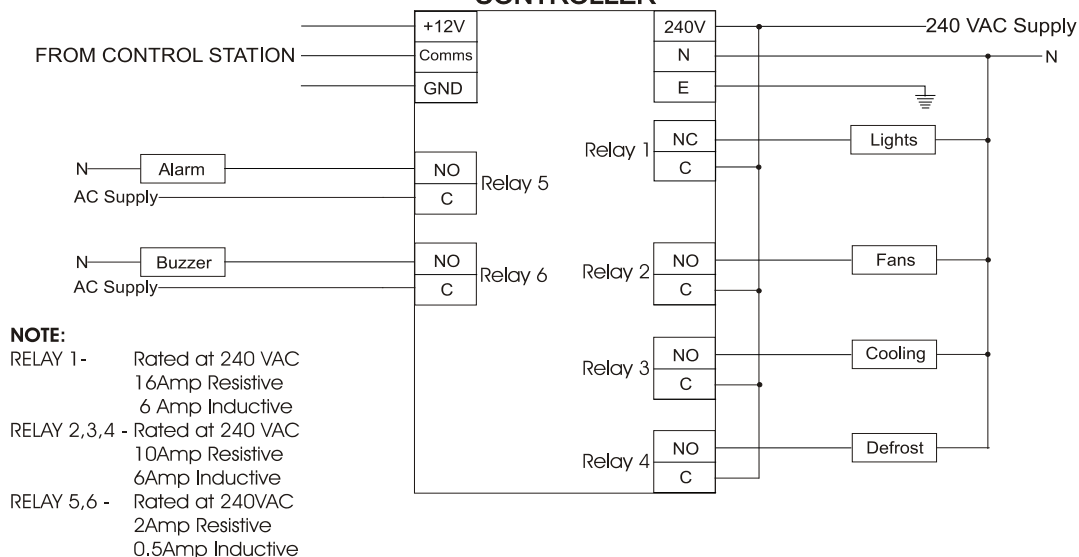 CONTROLLER
+12V
Comms
GND
FROM CONTROL STATION
240V
N
E
240 VAC Supply
N
Relay 1
NC
C
Lights
N
Alarm
AC Supply
NO
C
Relay 5
N
Buzzer
AC Supply
NO
C
Relay 6
Relay 2
NO
C
Fans
Relay 3
NO
C
Cooling
Relay 4
NO
C
Defrost
NOTE:
RELAY 1- Rated at 240 VAC
16Amp Resistive
6 Amp Inductive
RELAY 2,3,4 - Rated at 240 VAC
10Amp Resistive
6Amp Inductive
RELAY 5,6 - Rated at 240VAC
2Amp Resistive
0.5Amp Inductive